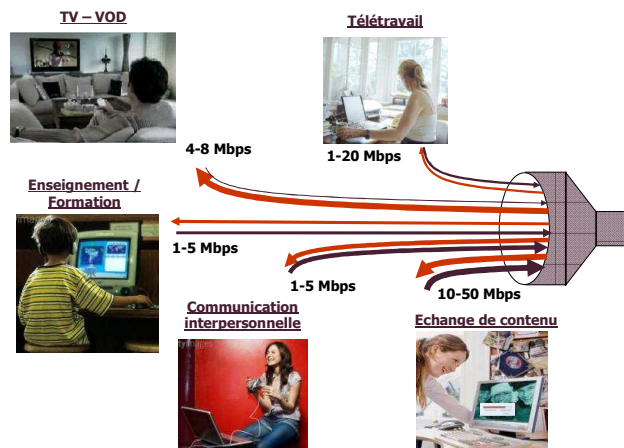 TV – VOD
Télétravail
4-8 Mbps
1-20 Mbps
Enseignement /
Formation
1-5 Mbps
1-5 Mbps
10-50 Mbps
Communication
interpersonnelle
Echange de contenu